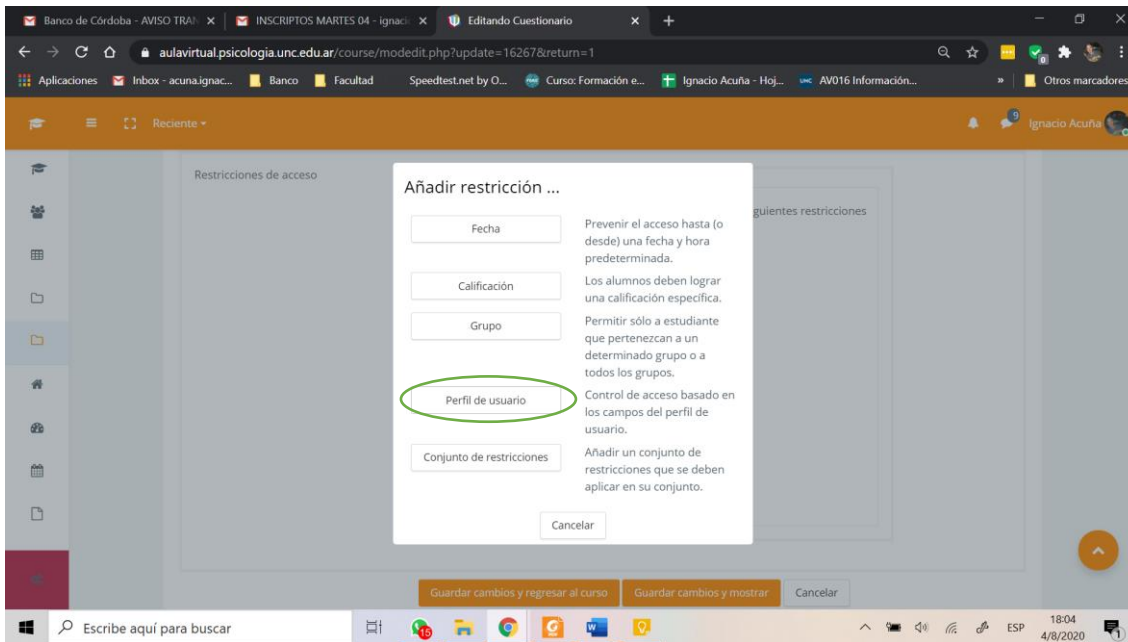 Banco de Córdoba - AVISO TRAN
INSCRIPTOS MARTES 04 - ignaci
Editando Cuestionario
aulavirtual.psicologia.unc.edu.ar/course/modedit.php?update=16267&return=1
Aplicaciones
Inbox - acuna.ignac...
Banco
Facultad
Speedtest.net by O...
Curso: Formación e...
Ignacio Acuña - Hoj...
AV016 Información...
»
Otros marcadores
Reciente
9
Ignacio Acuña
Restricciones de acceso
guientes restricciones
Añadir restricción ...
Fecha
Prevenir el acceso hasta (o
desde) una fecha y hora
predeterminada.
Calificación
Los alumnos deben lograr
una calificación específica.
Grupo
Permitir sólo a estudiante
que pertenezcan a un
determinado grupo o a
todos los grupos.
Perfil de usuario
Control de acceso basado en
los campos del perfil de
usuario.
Conjunto de restricciones
Añadir un conjunto de
restricciones que se deben
aplicar en su conjunto.
Cancelar
Guardar cambios y regresar al curso
Guardar cambios y mostrar
Cancelar
Escribe aquí para buscar
15
ESP
18:04
4/8/2020
1